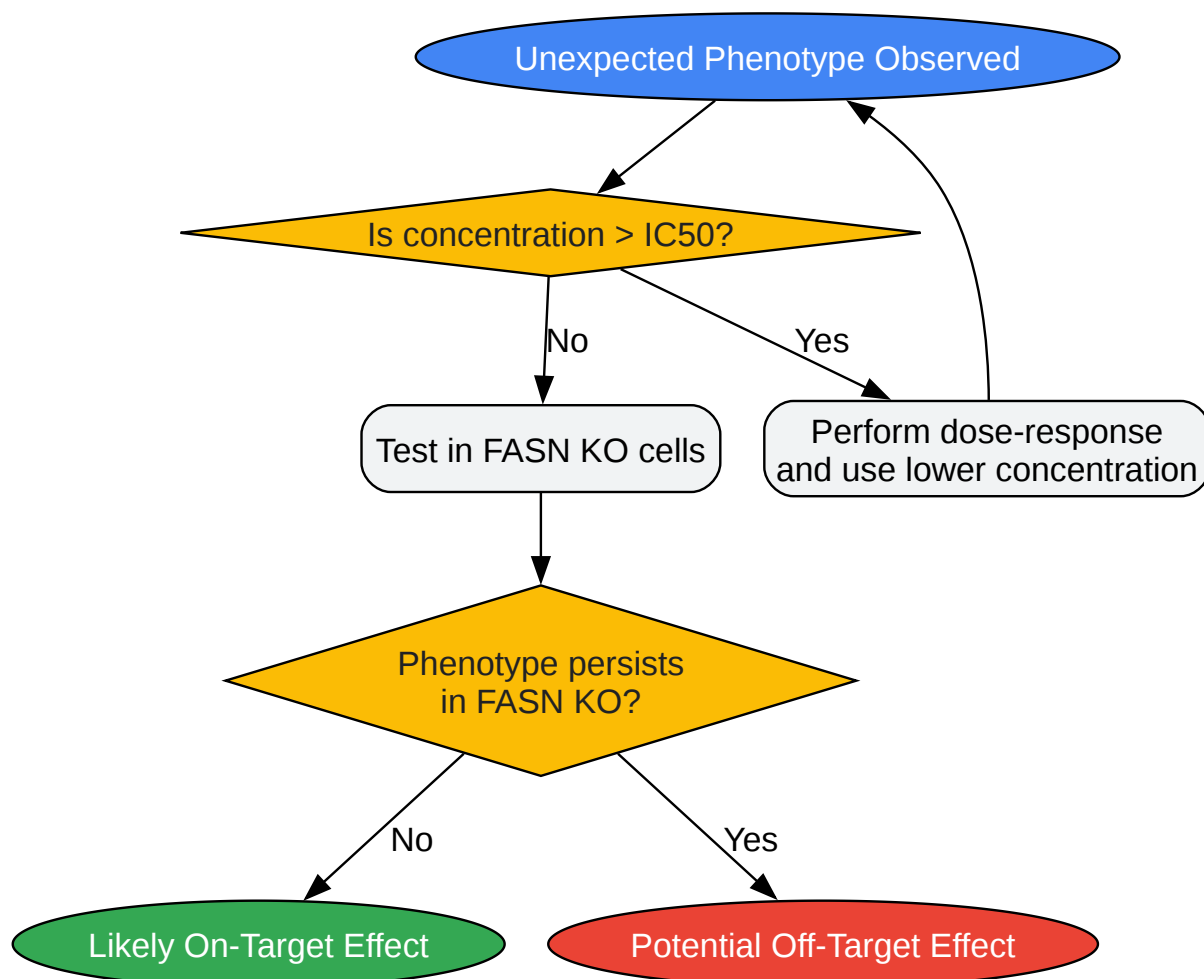 Unexpected Phenotype Observed
Is concentration > IC50?
No
Yes
Test in FASN KO cells
Perform dose-response
and use lower concentration
Phenotype persists
in FASN KO?
No
Yes
Likely On-Target Effect
Potential Off-Target Effect